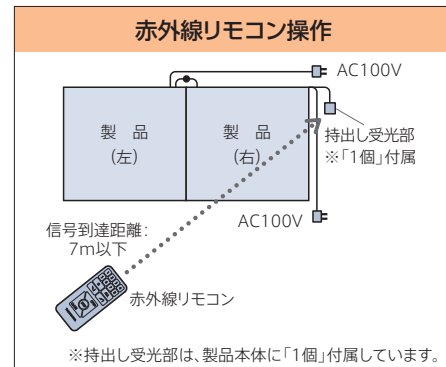 赤外線リモコン操作
AC100V
製 品
(左)
製 品
(右)
持出し受光部
※「1個」付属
AC100V
信号到達距離:
7m以下
赤外線リモコン
※持出し受光部は、製品本体に「1個」付属しています。